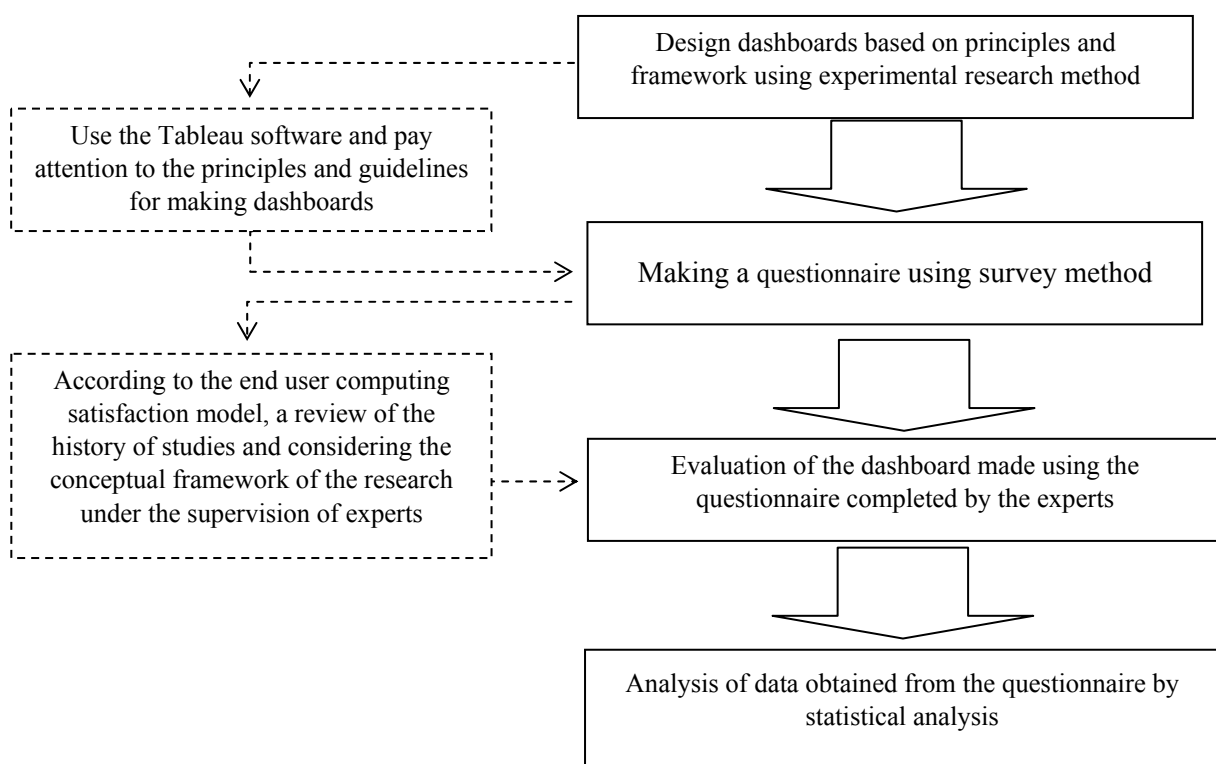 Design dashboards based on principles and
framework using experimental research method
Use the Tableau software and pay
attention to the principles and guidelines
for making dashboards
Making a questionnaire using survey method
According to the end user computing
satisfaction model, a review of the
history of studies and considering the
conceptual framework of the research
under the supervision of experts
Evaluation of the dashboard made using the
questionnaire completed by the experts
Analysis of data obtained from the questionnaire by
statistical analysis